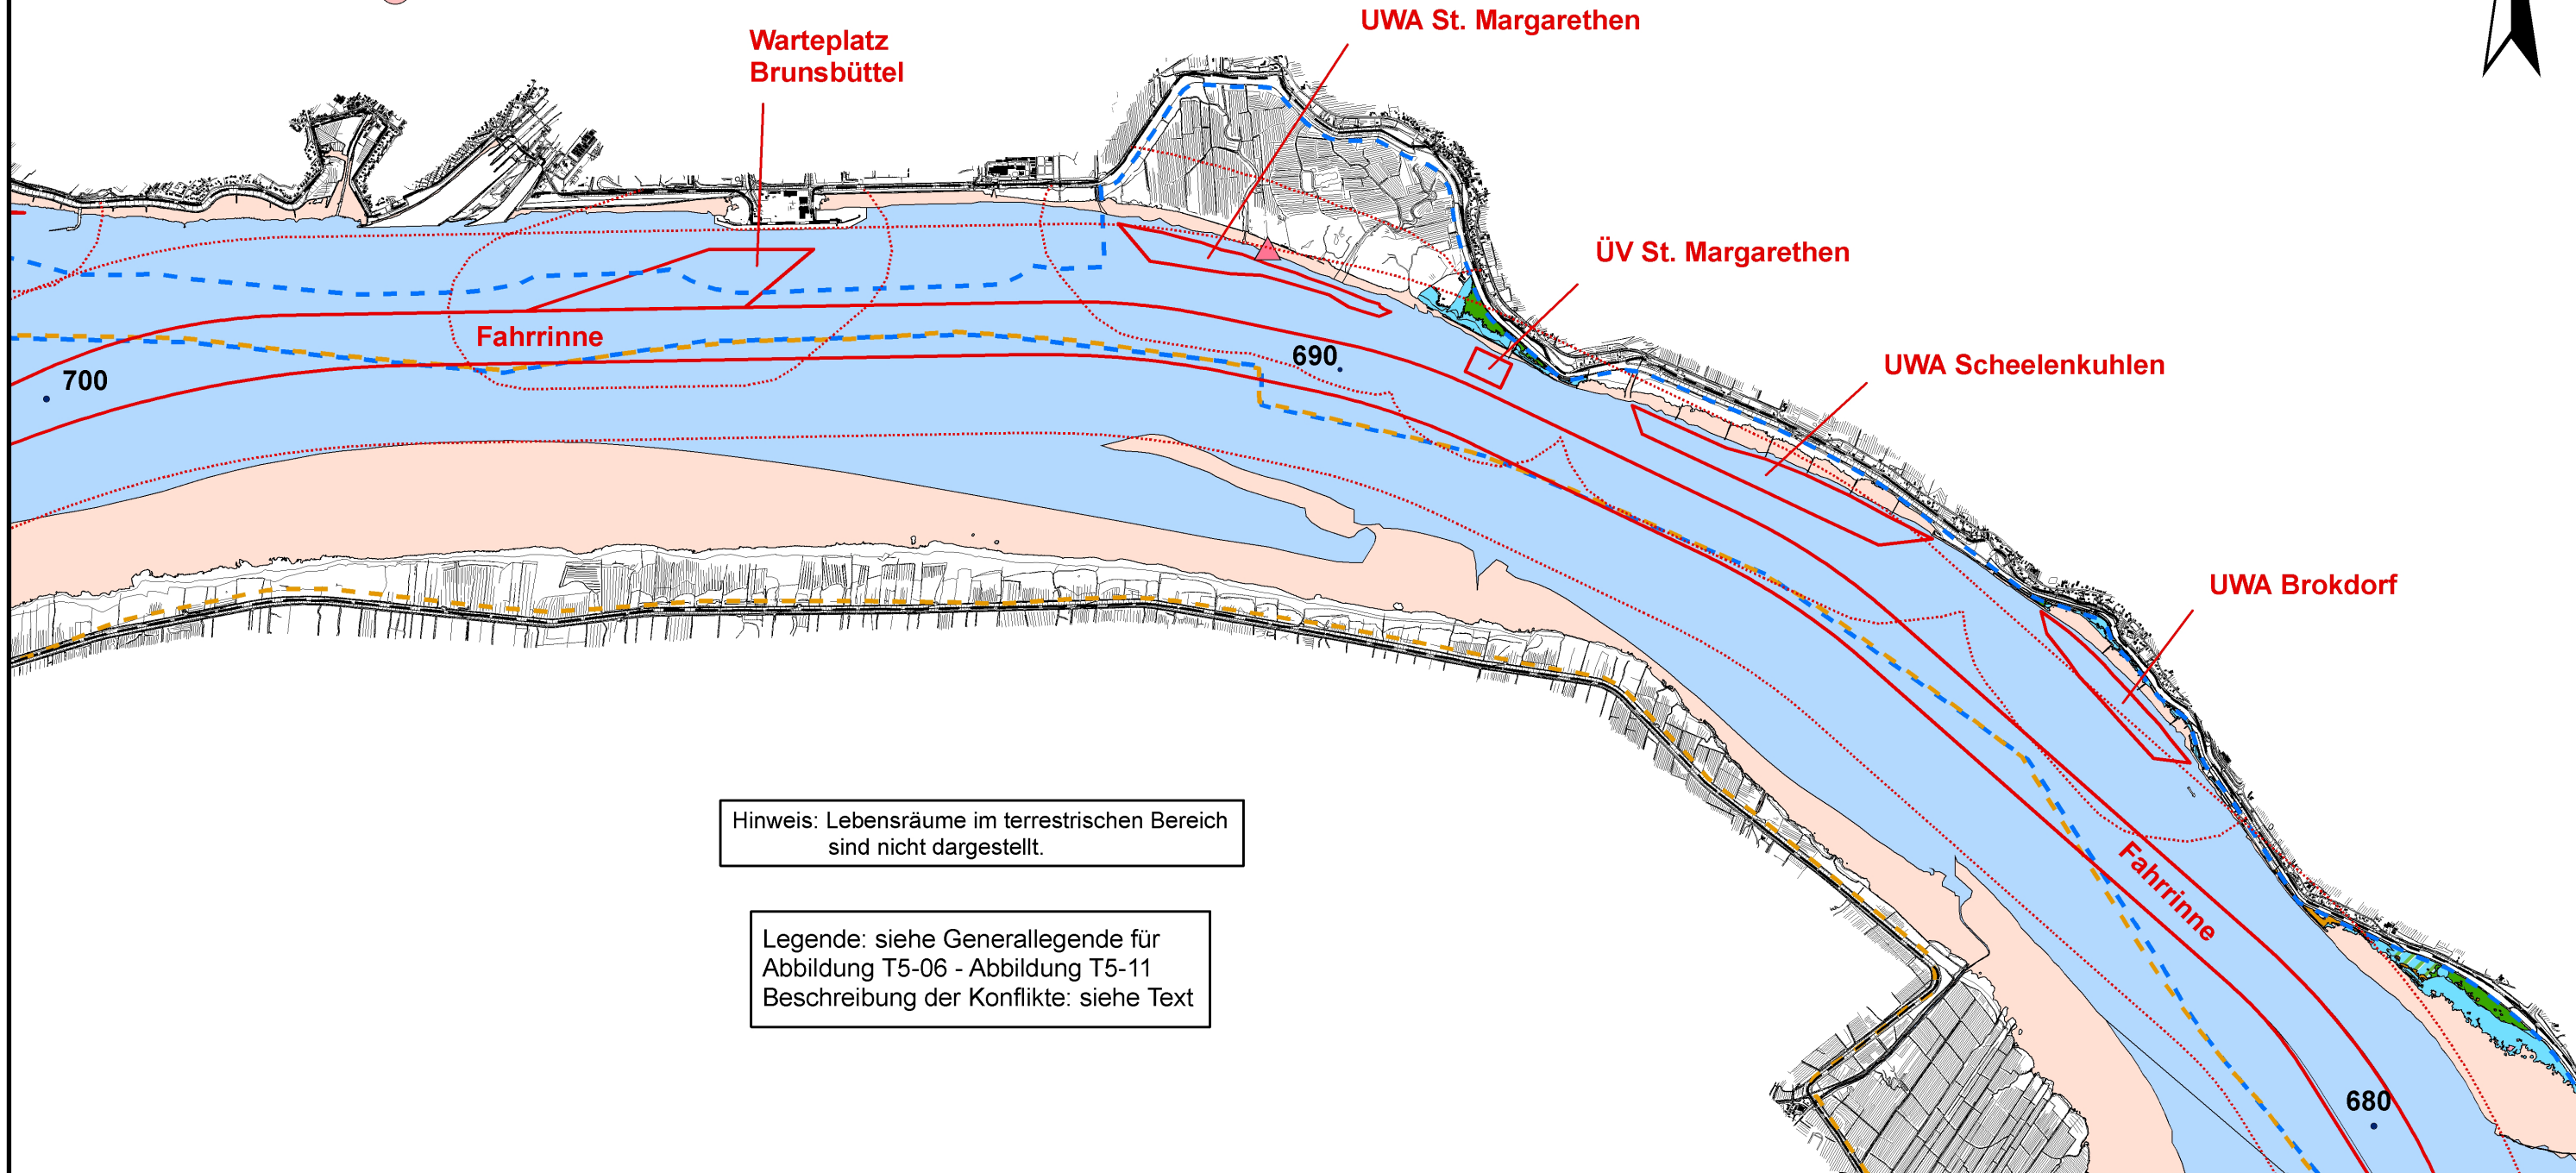 UWA St. Margarethen
Warteplatz
Brunsbüttel
ÜV St. Margarethen
Fahrrinne
690
UWA Scheelenkuhlen
700
UWA Brokdorf
Hinweis: Lebensräume im terrestrischen Bereich
sind nicht dargestellt.
Fahrrinne
Legende: siehe Generallegende für
Abbildung T5-06 - Abbildung T5-11
Beschreibung der Konflikte: siehe Text
680